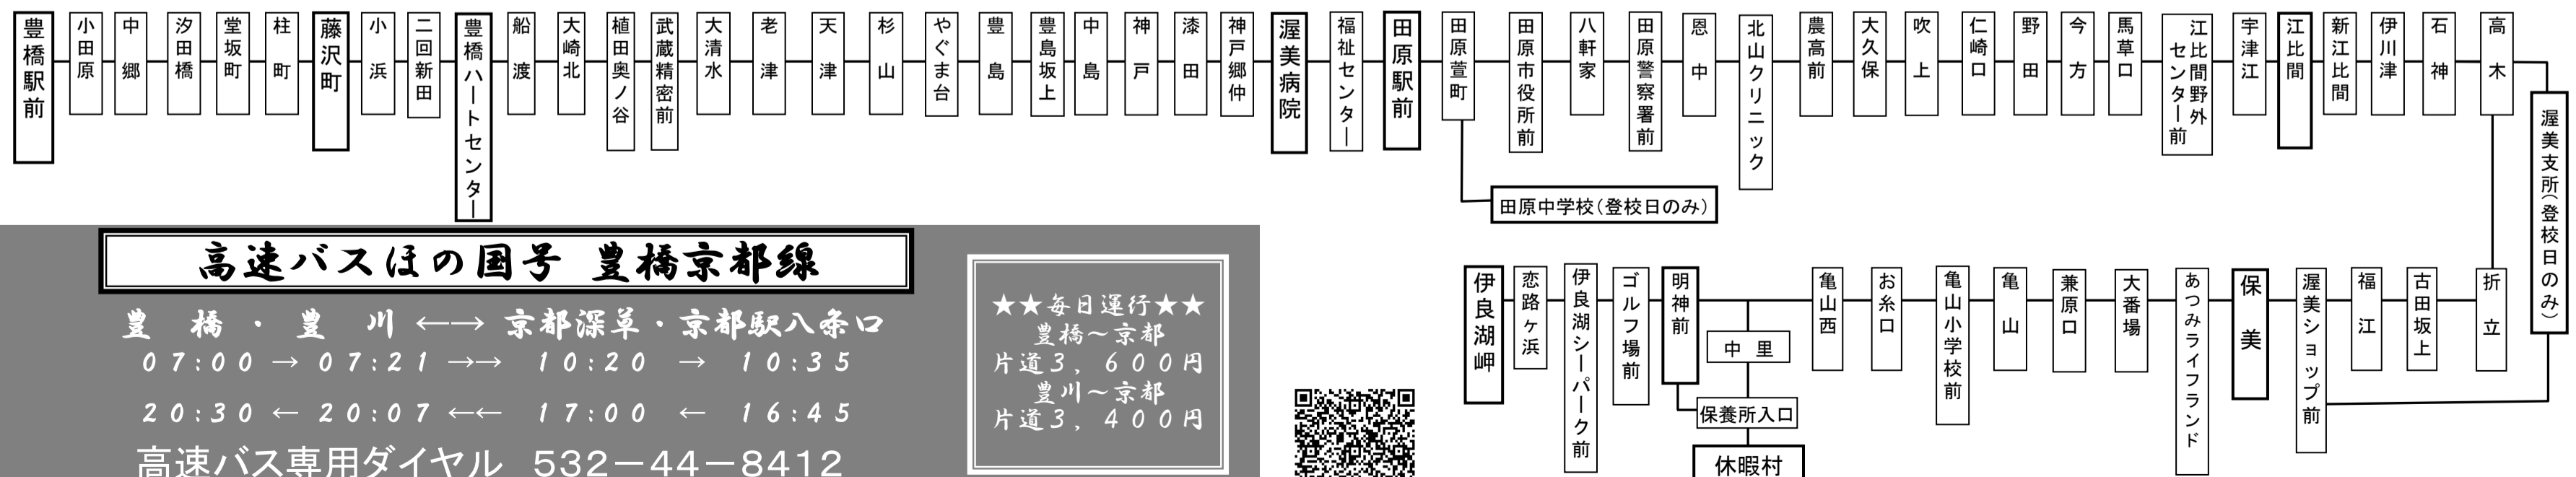 豊橋駅前
小田原
中郷
汐田橋
堂坂町
柱町
藤沢町
小浜
二回新田
豊橋ハートセンター
船渡
大崎北
植田奥ノ谷
武蔵精密前
大清水
老津
天津
杉山
やぐま台
豊島
豊島坂上
中島
神戸
漆田
神戸郷仲
渥美病院
福祉センター
田原駅前
田原萱町
田原市役所前
八軒家
田原警察署前
恩中
北山クリニック
農高前
大久保
吹上
仁崎口
野田
今方
馬草口
江比間野外
センター前
宇津江
江比間
新江比間
伊川津
石神
高木
渥美支所(登校日のみ)
田原中学校(登校日のみ)
伊良湖岬
恋路ヶ浜
伊良湖シーパーク前
ゴルフ場前
明神前
中里
保養所入口
休暇村
亀山西
お糸口
亀山小学校前
亀山
兼原口
大番場
あつみライフランド
保美
渥美ショップ前
福江
古田坂上
折立
高速バスほの国号 豊橋京都線
豊橋・豊川 ←→ 京都深草・京都駅八条口
07:00 → 07:21 →→ 10:20 → 10:35
20:30 ← 20:07 ←← 17:00 ← 16:45
高速バス専用ダイヤル 532-44-8412
★★毎日運行★★
豊橋~京都
片道3,600円
豊川~京都
片道3,400円